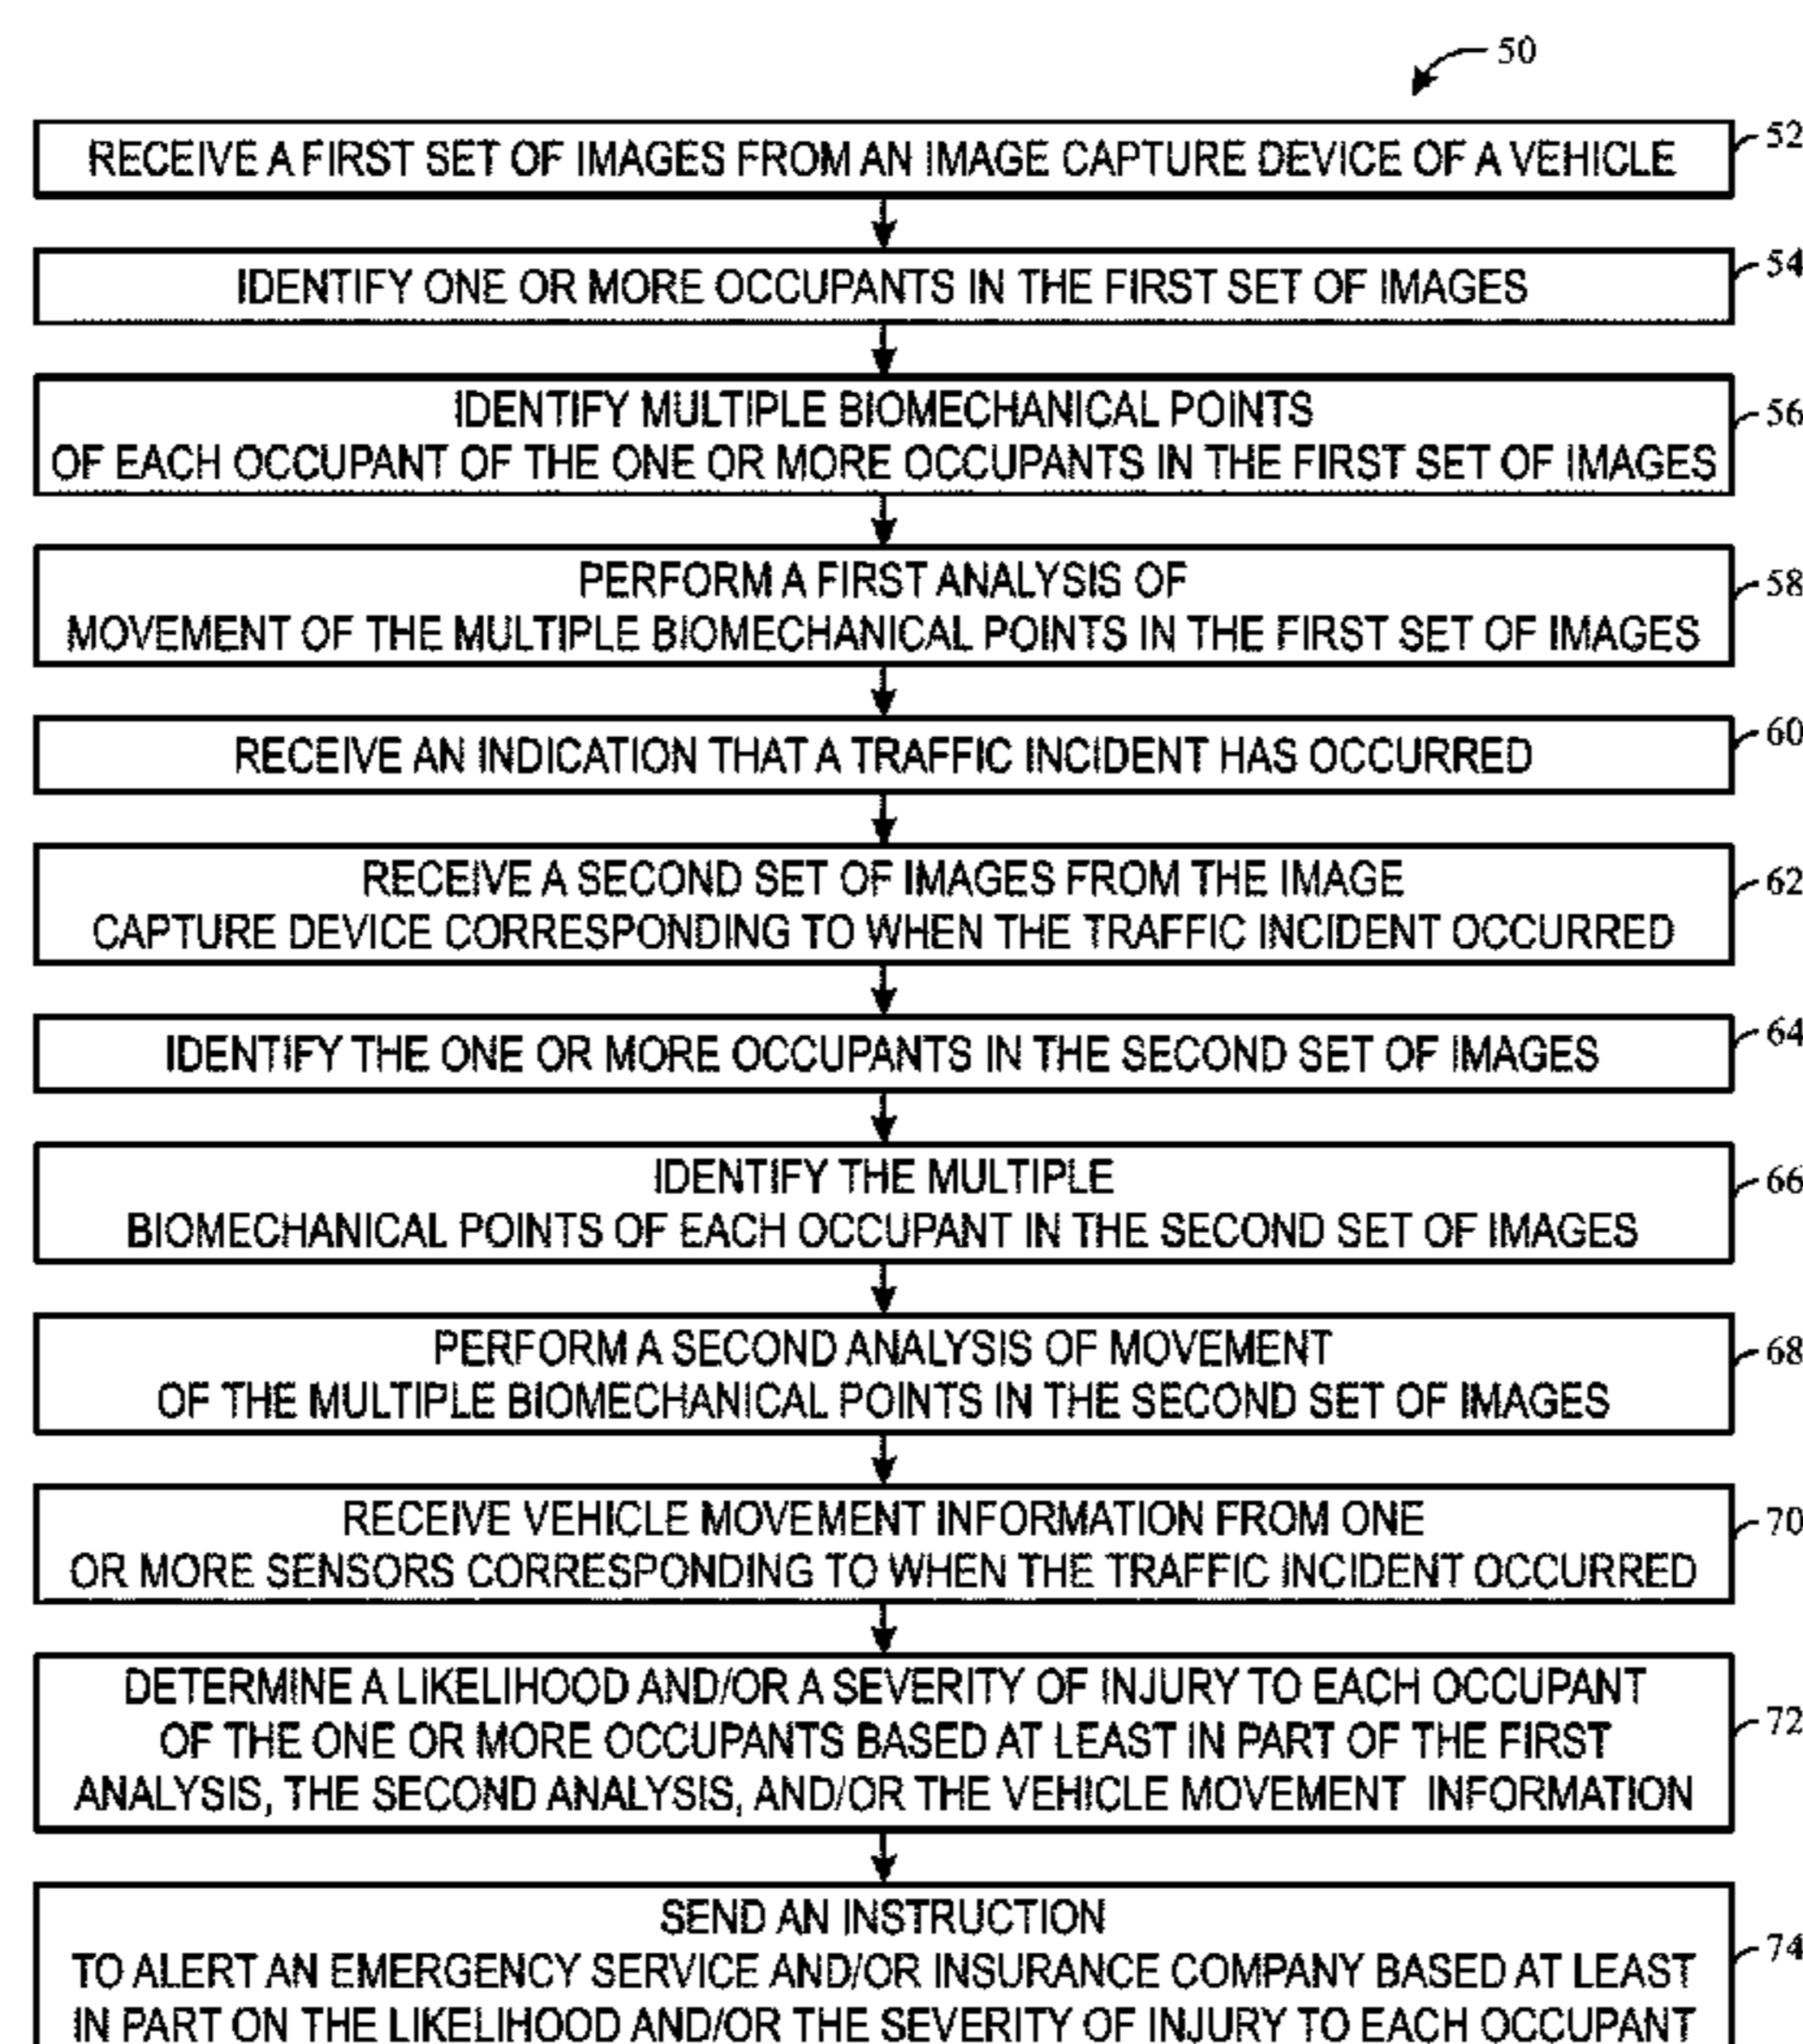 50
RECEIVE A FIRST SET OF IMAGES FROM AN IMAGE CAPTURE DEVICE OF A VEHICLE
52
IDENTIFY ONE OR MORE OCCUPANTS IN THE FIRST SET OF IMAGES
54
IDENTIFY MULTIPLE BIOMECHANICAL POINTS
OF EACH OCCUPANT OF THE ONE OR MORE OCCUPANTS IN THE FIRST SET OF IMAGES
56
PERFORM A FIRST ANALYSIS OF
MOVEMENT OF THE MULTIPLE BIOMECHANICAL POINTS IN THE FIRST SET OF IMAGES
58
RECEIVE AN INDICATION THAT A TRAFFIC INCIDENT HAS OCCURRED
60
RECEIVE A SECOND SET OF IMAGES FROM THE IMAGE
CAPTURE DEVICE CORRESPONDING TO WHEN THE TRAFFIC INCIDENT OCCURRED
62
IDENTIFY THE ONE OR MORE OCCUPANTS IN THE SECOND SET OF IMAGES
64
IDENTIFY THE MULTIPLE
BIOMECHANICAL POINTS OF EACH OCCUPANT IN THE SECOND SET OF IMAGES
66
PERFORM A SECOND ANALYSIS OF MOVEMENT
OF THE MULTIPLE BIOMECHANICAL POINTS IN THE SECOND SET OF IMAGES
68
RECEIVE VEHICLE MOVEMENT INFORMATION FROM ONE
OR MORE SENSORS CORRESPONDING TO WHEN THE TRAFFIC INCIDENT OCCURRED
70
DETERMINE A LIKELIHOOD AND/OR A SEVERITY OF INJURY TO EACH OCCUPANT
OF THE ONE OR MORE OCCUPANTS BASED AT LEAST IN PART OF THE FIRST
ANALYSIS, THE SECOND ANALYSIS, AND/OR THE VEHICLE MOVEMENT INFORMATION
72
SEND AN INSTRUCTION
TO ALERT AN EMERGENCY SERVICE AND/OR INSURANCE COMPANY BASED AT LEAST
IN PART ON THE LIKELIHOOD AND/OR THE SEVERITY OF INJURY TO EACH OCCUPANT
74